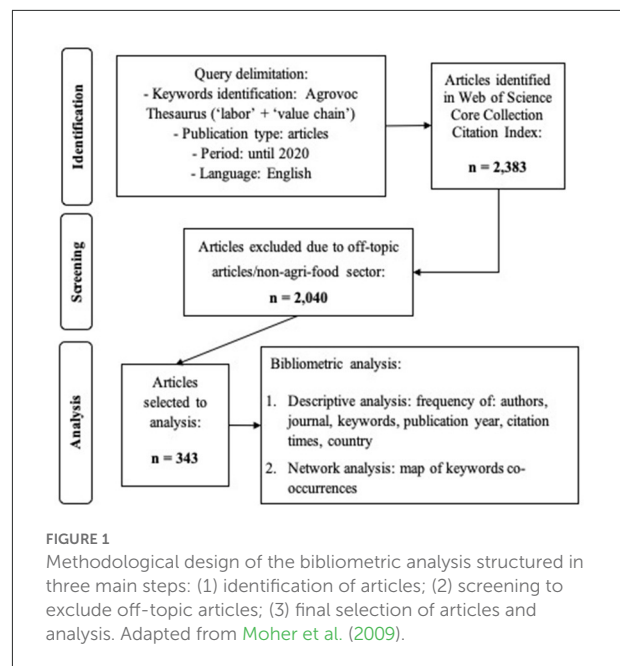 Identification
Query delimitation:
- Keywords identification: Agrovoc
Thesaurus ('labor' + 'value chain')
- Publication type: articles
- Period: until 2020
- Language: English
Articles identified
in Web of Science
Core Collection
Citation Index:
n = 2,383
Screening
Articles excluded due to off-topic
articles/non-agri-food sector:
n = 2,040
Analysis
Articles
selected to
analysis:
n = 343
Bibliometric analysis:
1. Descriptive analysis: frequency of: authors,
journal, keywords, publication year, citation
times, country
2. Network analysis: map of keywords co-
occurrences
FIGURE 1
Methodological design of the bibliometric analysis structured in
three main steps: (1) identification of articles; (2) screening to
exclude off-topic articles; (3) final selection of articles and
analysis. Adapted from Moher et al. (2009).